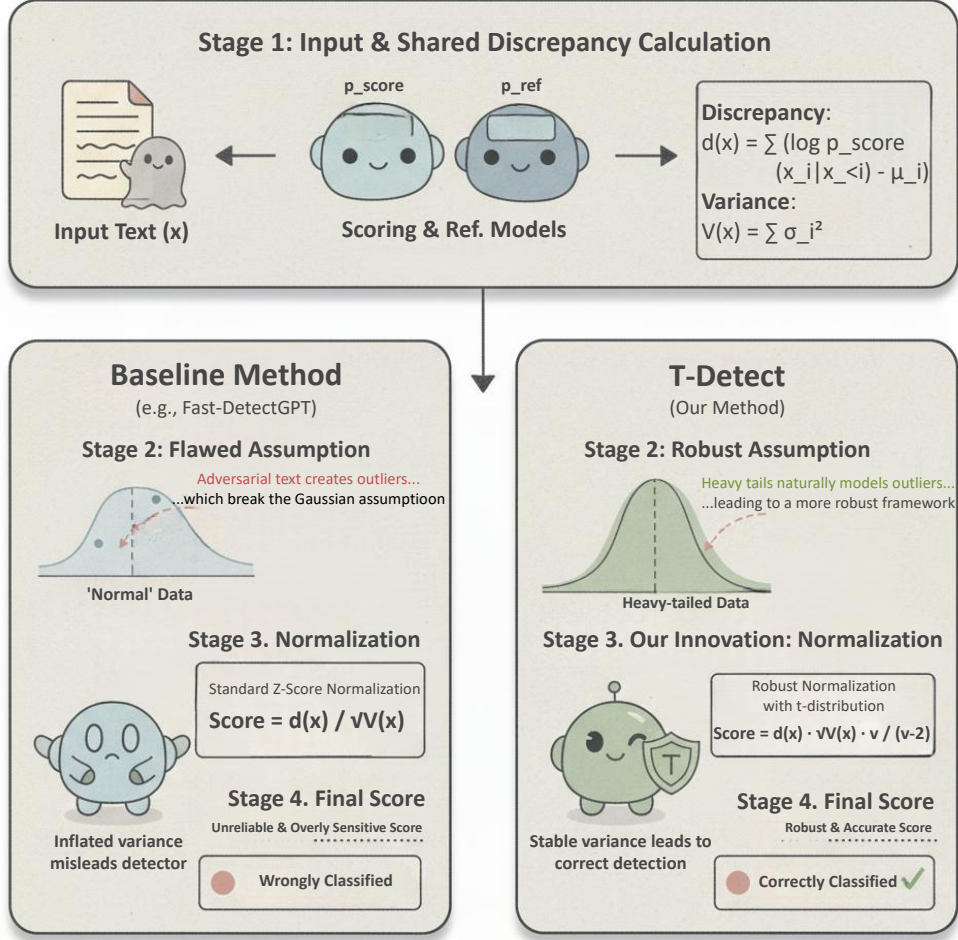 Stage 1: Input & Shared Discrepancy Calculation
p_score
p_ref
Input Text (x)
Scoring & Ref. Models
Discrepancy:
d(x) = ∑ (log p_score
(x_i|x_<i) - μ_i)
Variance:
V(x) = ∑ σ_i²
Baseline Method
(e.g., Fast-DetectGPT)
Stage 2: Flawed Assumption
Adversarial text creates outliers...
...which break the Gaussian assumptioon
'Normal' Data
Stage 3. Normalization
Standard Z-Score Normalization
Score = d(x) / √V(x)
Inflated variance
misleads detector
Stage 4. Final Score
Unreliable & Overly Sensitive Score
Wrongly Classified
T-Detect
(Our Method)
Stage 2: Robust Assumption
Heavy tails naturally models outliers...
...leading to a more robust framework
Heavy-tailed Data
Stage 3. Our Innovation: Normalization
Robust Normalization
with t-distribution
Score = d(x) · √V(x) · v / (v-2)
T
Stable variance leads to
correct detection
Stage 4. Final Score
Robust & Accurate Score
Correctly Classified